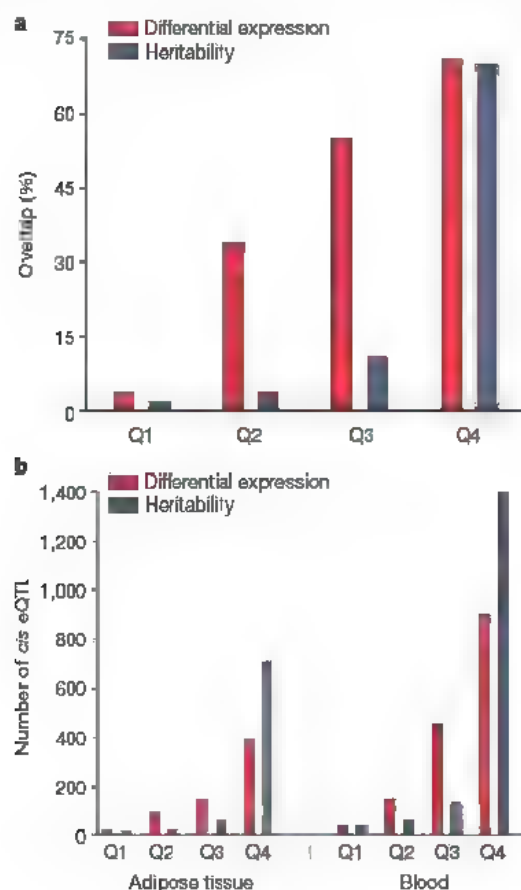 a
Differential expression
Heritability
75
60
45
30
15
0
Overlap (%)
Q1 Q2 Q3 Q4
b
Differential expression
Heritability
1,400
1,200
1,000
800
600
400
200
0
Number of cis eQTL
Q1 Q2 Q3 Q4 Q1 Q2 Q3 Q4
Adipose tissue Blood